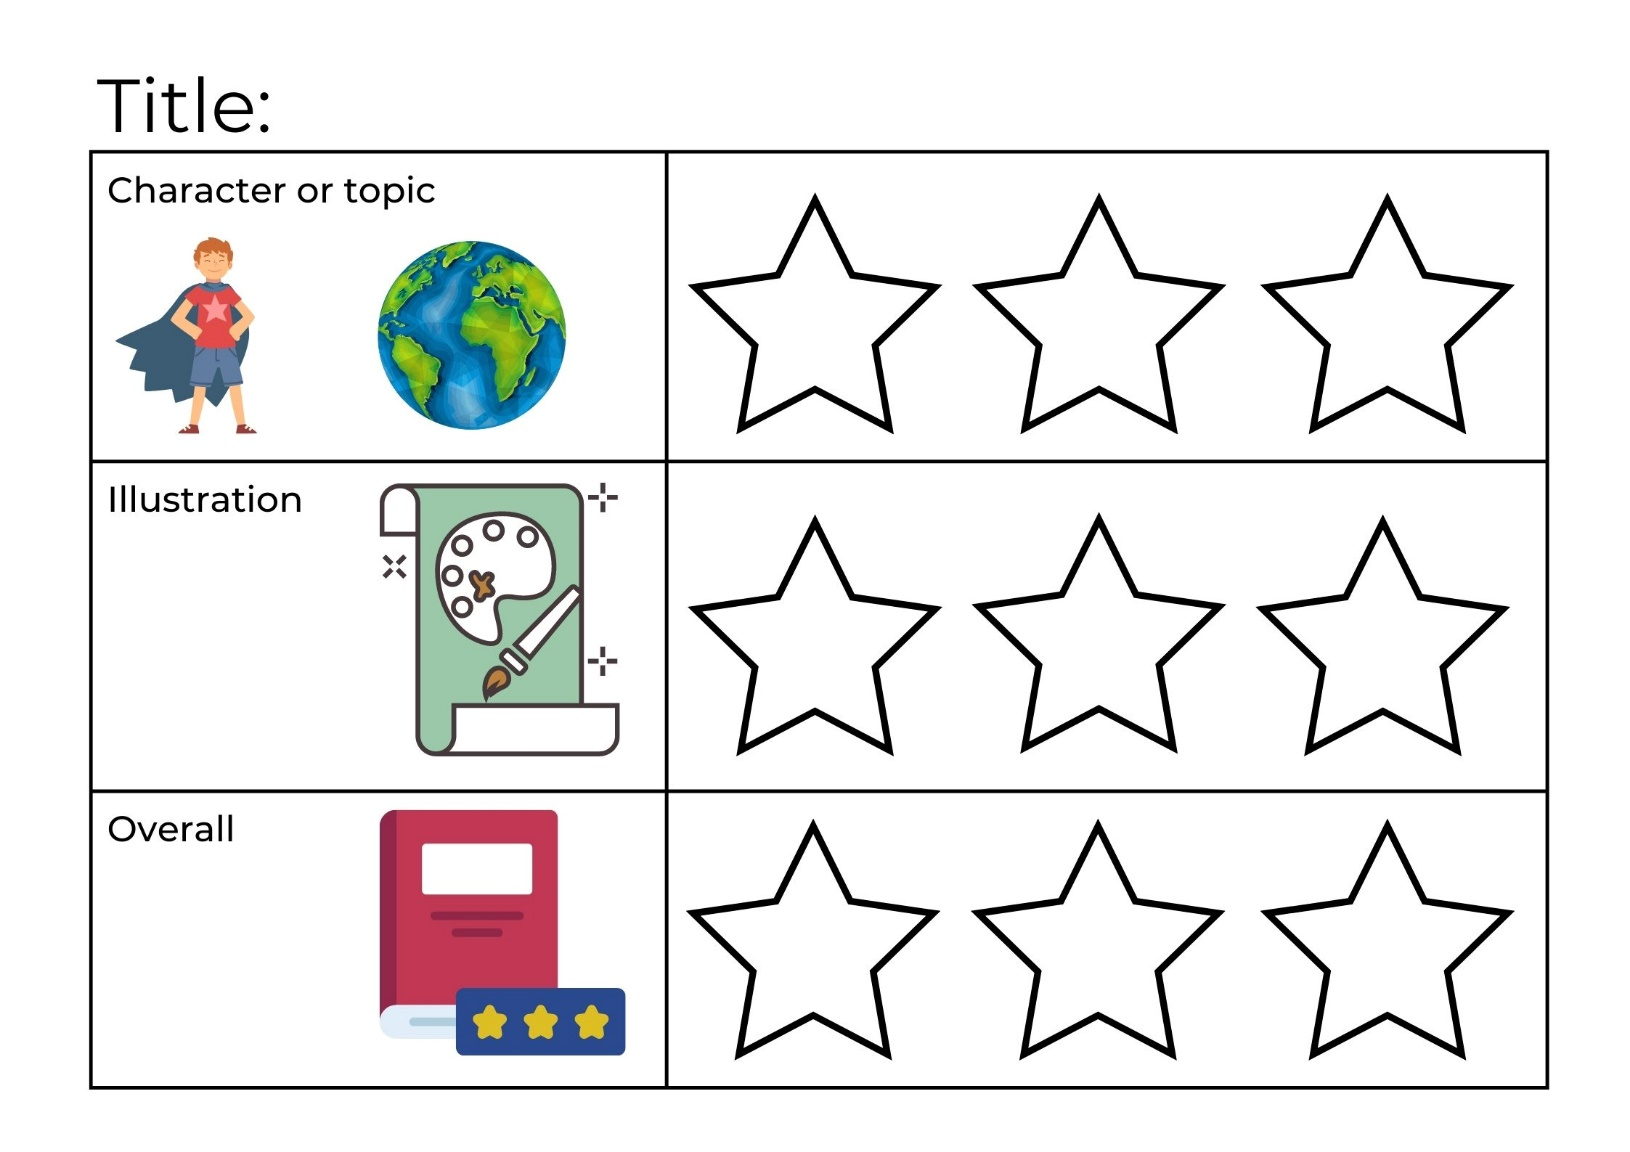 Title:
Character or topic
Illustration
Overall